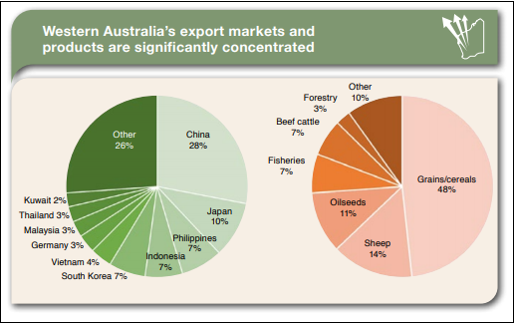 Western Australia's export markets and
products are significantly concentrated
Other
26%
China
28%
Japan
10%
Philippines
7%
Indonesia
7%
South Korea 7%
Vietnam 4%
Germany 3%
Malaysia 3%
Thailand 3%
Kuwait 2%
Other
10%
Forestry
3%
Beef cattle
7%
Fisheries
7%
Oilseeds
11%
Sheep
14%
Grains/cereals
48%